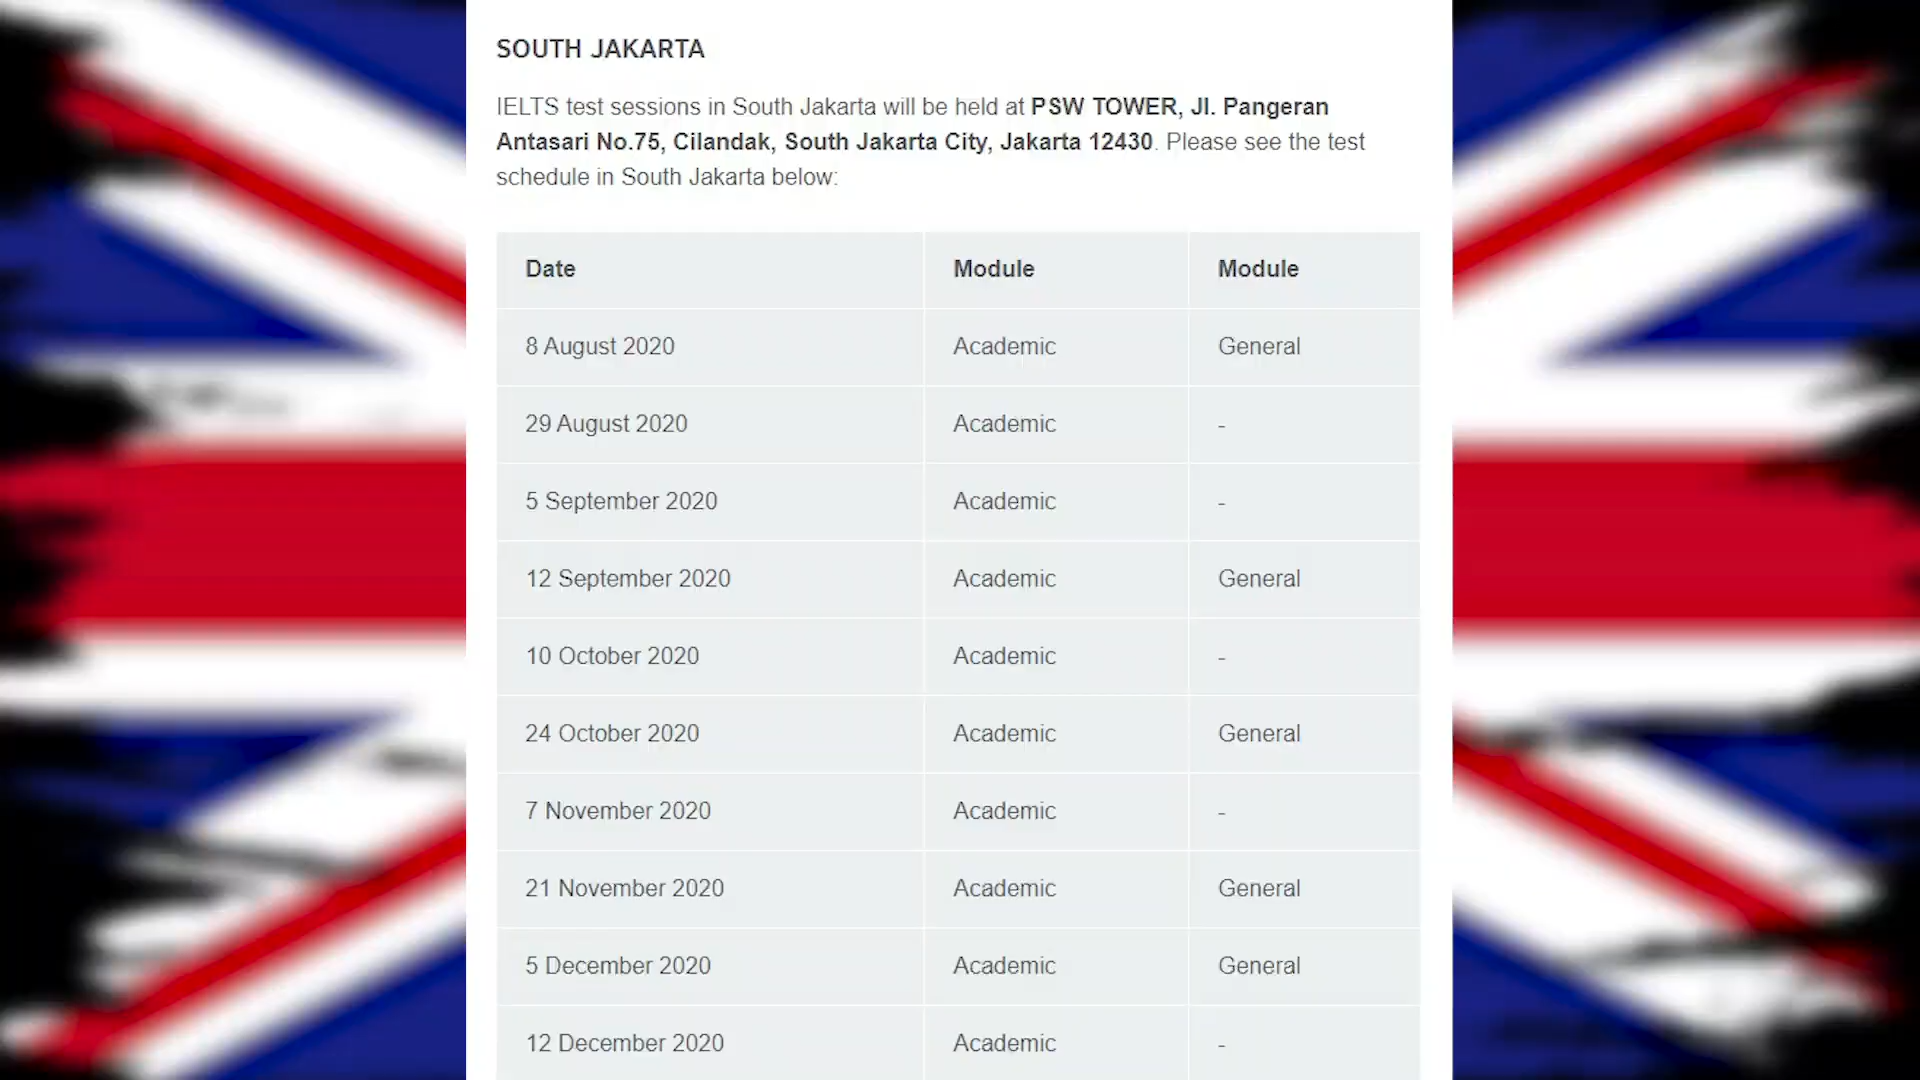 SOUTH JAKARTA
IELTS test sessions in South Jakarta will be held at PSW TOWER, Jl. Pangeran
Antasari No.75, Cilandak, South Jakarta City, Jakarta 12430. Please see the test
schedule in South Jakarta below:
Date Module Module
8 August 2020 Academic General
29 August 2020 Academic -
5 September 2020 Academic -
12 September 2020 Academic General
10 October 2020 Academic -
24 October 2020 Academic General
7 November 2020 Academic -
21 November 2020 Academic General
5 December 2020 Academic General
12 December 2020 Academic -